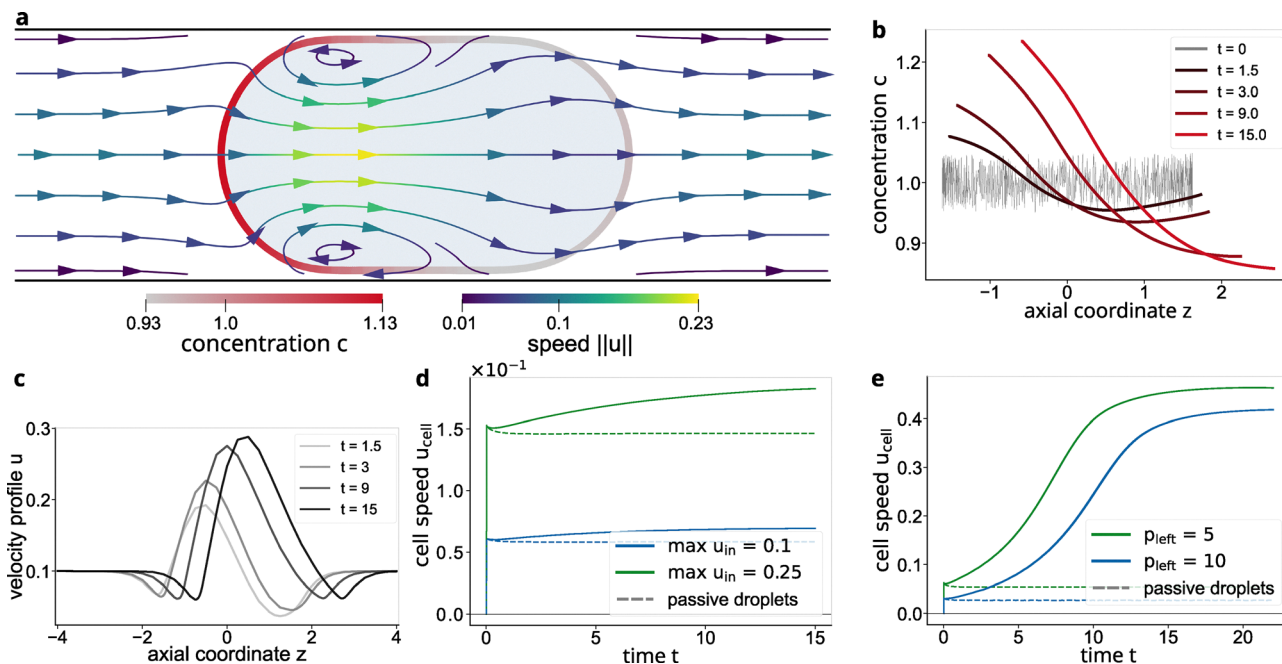 a
0.93 1.0 1.13
concentration c
0.01 0.1 0.23
speed ||u||
b
concentration c
1.2
1.1
1.0
0.9
−1 0 1 2
axial coordinate z
t = 0
t = 1.5
t = 3.0
t = 9.0
t = 15.0
c
velocity profile u
0.3
0.2
0.1
−4 −2 0 2 4
axial coordinate z
t = 1.5
t = 3
t = 9
t = 15
d
×10⁻¹
cell speed u_cell
1.5
1.0
0.5
0.0
0 5 10 15
time t
max u_in = 0.1
max u_in = 0.25
passive droplets
e
cell speed u_cell
0.4
0.3
0.2
0.1
0.0
0 5 10 15 20
time t
p_left = 5
p_left = 10
passive droplets